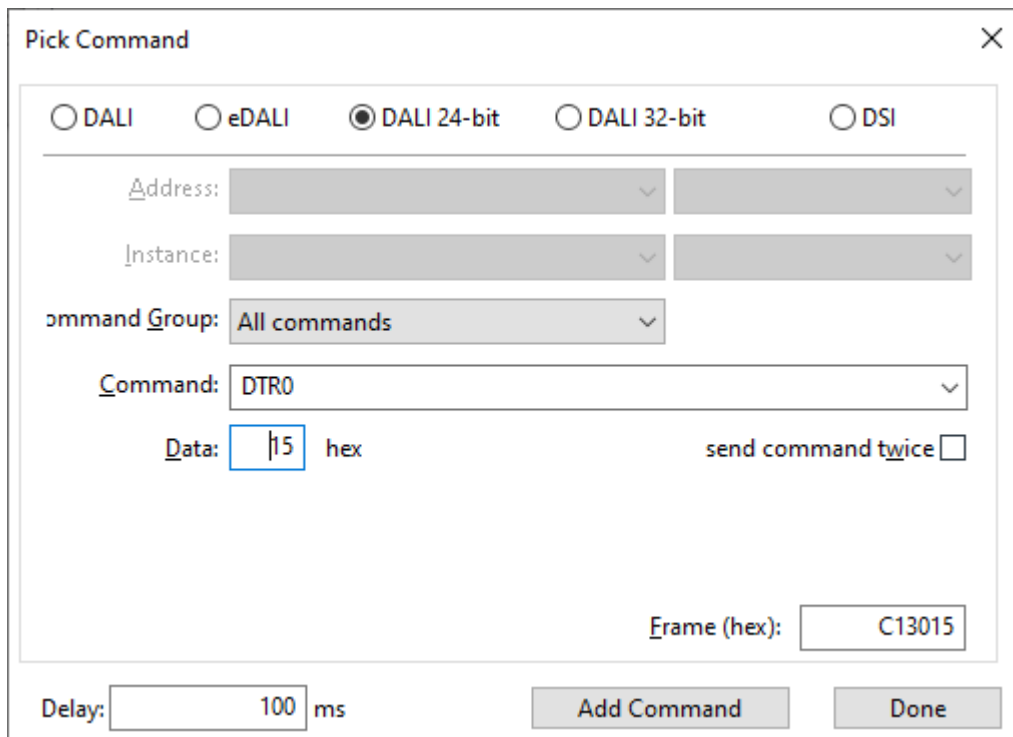 Pick Command
DALI eDALI DALI 24-bit DALI 32-bit DSI
Address:
Instance:
ommand Group: All commands
Command: DTR0
Data: 15 hex send command twice
Frame (hex): C13015
Delay: 100 ms Add Command Done